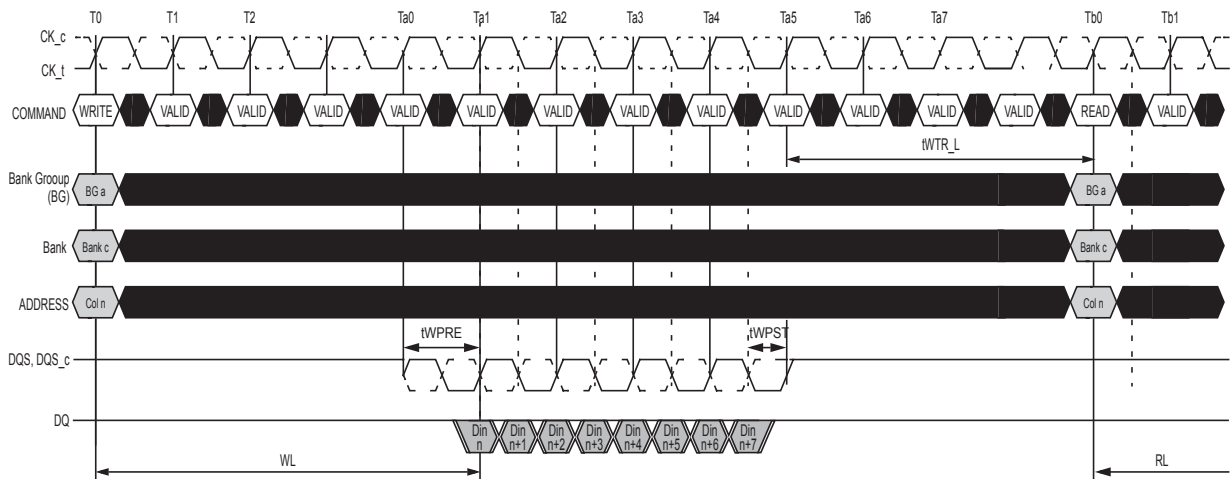 T0 T1 T2 Ta0 Ta1 Ta2 Ta3 Ta4 Ta5 Ta6 Ta7 Tb0 Tb1
CK_c
CK_t
COMMAND WRITE VALID VALID VALID VALID VALID VALID VALID VALID VALID VALID VALID VALID READ VALID
tWTR_L
Bank Grooup
(BG)
BG a BG a
Bank Bank c Bank c
ADDRESS Col n Col n
tWPRE tWPST
DQS, DQS_c
DQ
Din Din Din Din Din Din Din Din
n n+1 n+2 n+3 n+4 n+5 n+6 n+7
WL RL